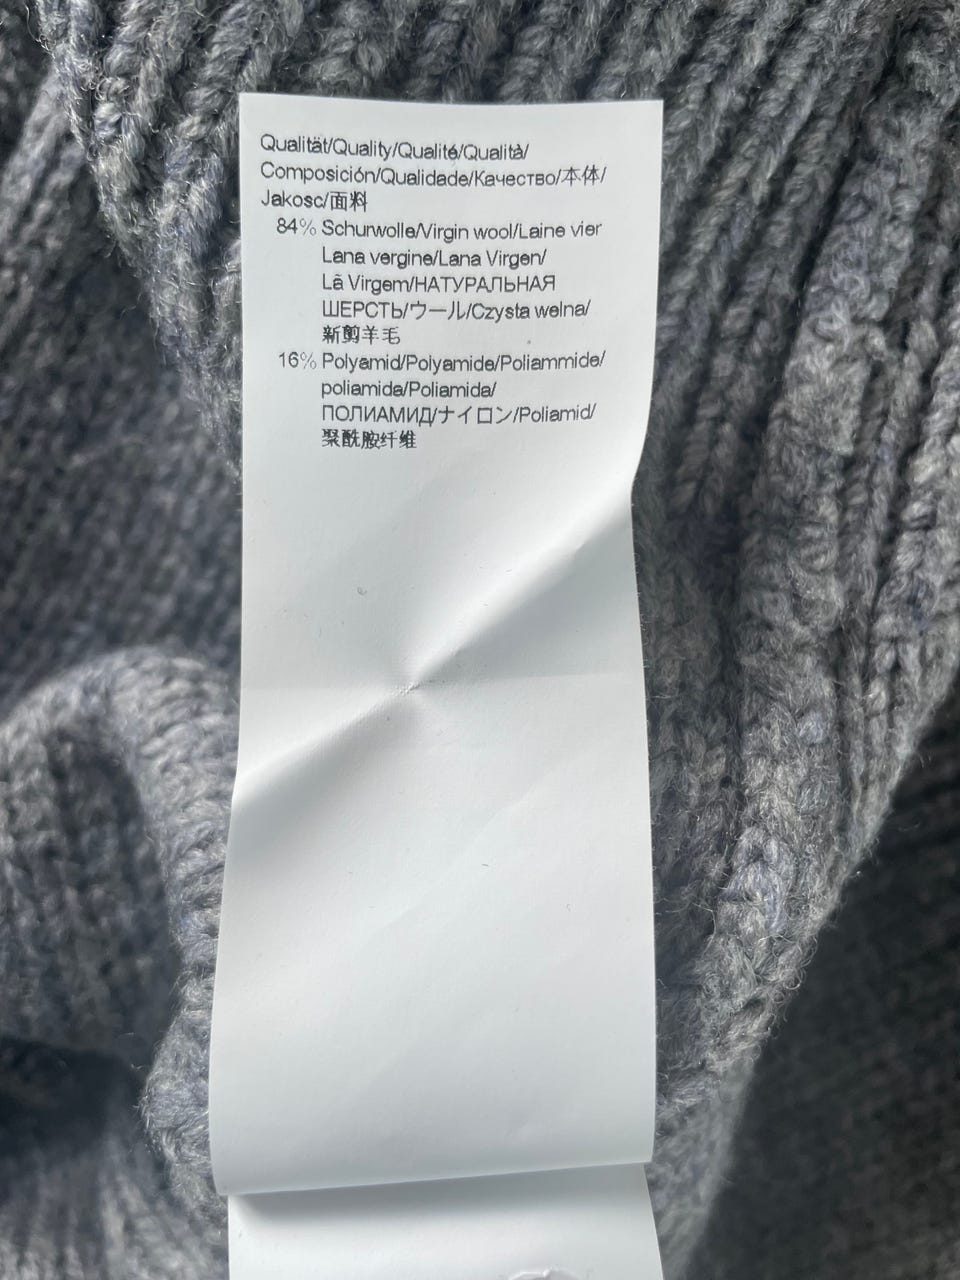 Qualität/Quality/Qualité/Qualità/
Composición/Qualidade/Качество/本体/
Jakosc/面料
84% Schurwolle/Virgin wool/Laine vier
Lana vergine/Lana Virgen/
Lã Virgem/НАТУРАЛЬНАЯ
ШЕРСТЬ/ウール/Czysta welna/
新剪羊毛
16% Polyamid/Polyamide/Poliammide/
poliamida/Poliamida/
ПОЛИАМИД/ナイロン/Poliamid/
聚酰胺纤维